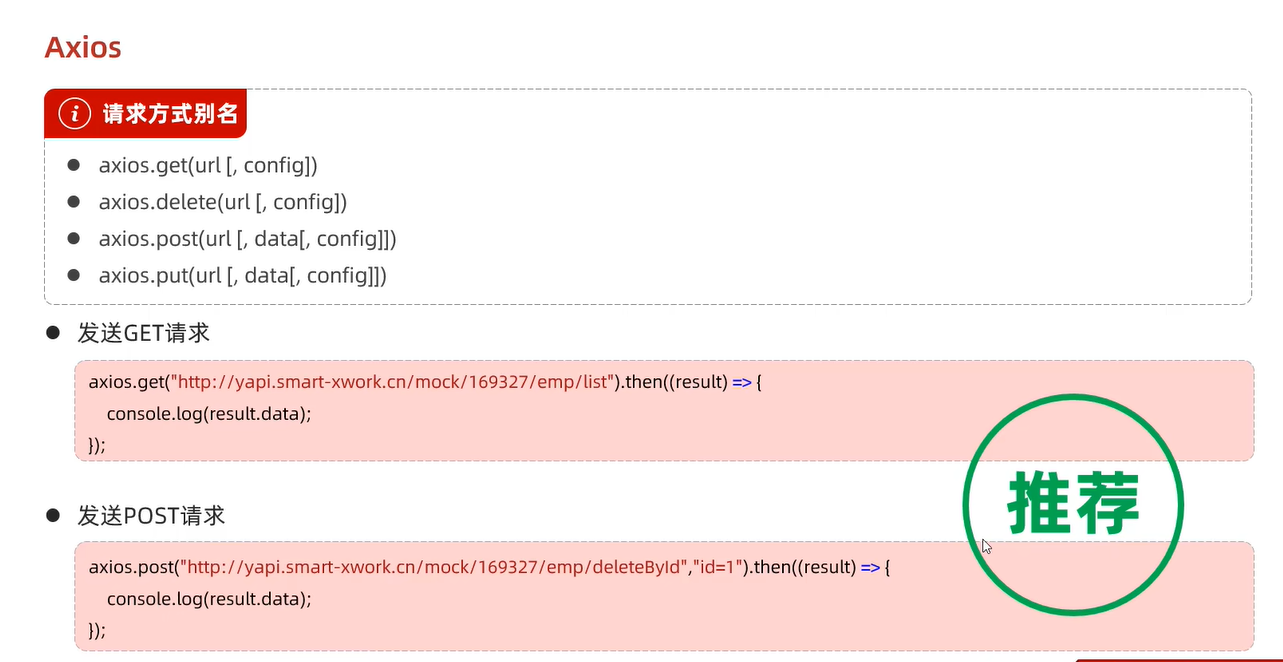 Axios
i 请求方式别名
● axios.get(url [, config])
● axios.delete(url [, config])
● axios.post(url [, data[, config]])
● axios.put(url [, data[, config]])
● 发送GET请求
axios.get("http://yapi.smart-xwork.cn/mock/169327/emp/list").then((result) => {
console.log(result.data);
});
推荐
● 发送POST请求
axios.post("http://yapi.smart-xwork.cn/mock/169327/emp/deleteById","id=1").then((result) => {
console.log(result.data);
});